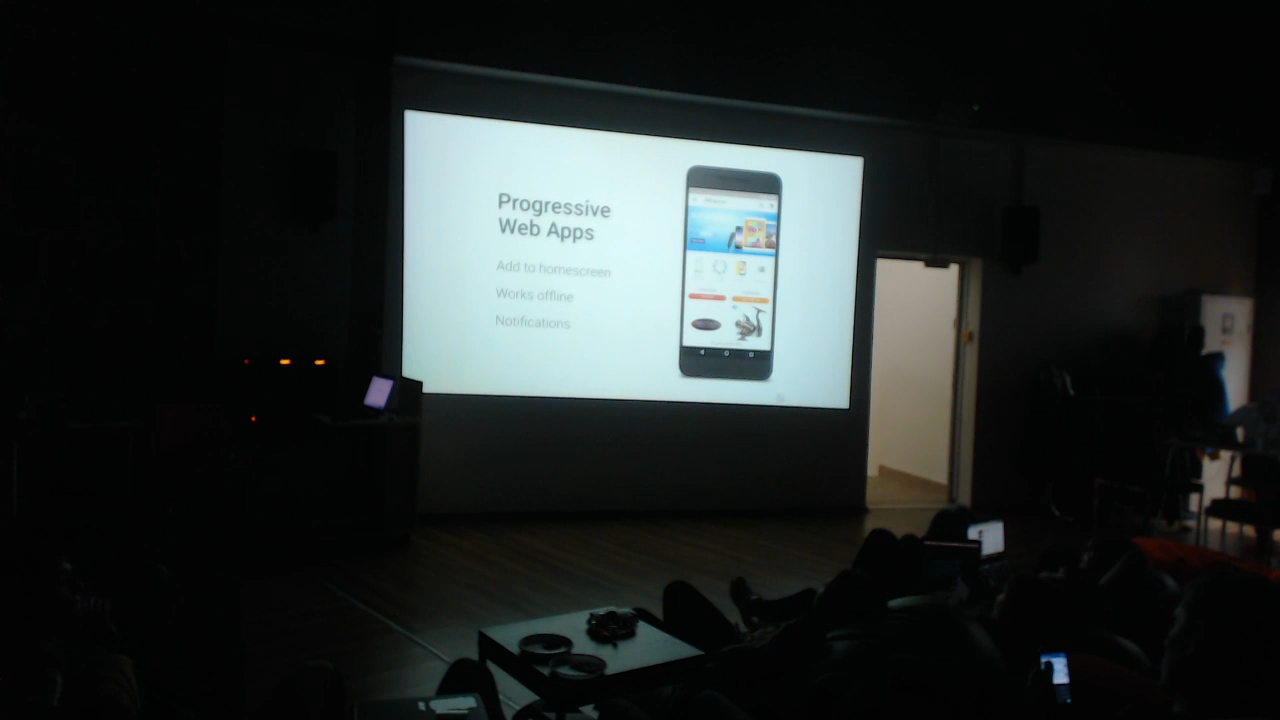 Progressive
Web Apps
Add to homescreen
Works offline
Notifications